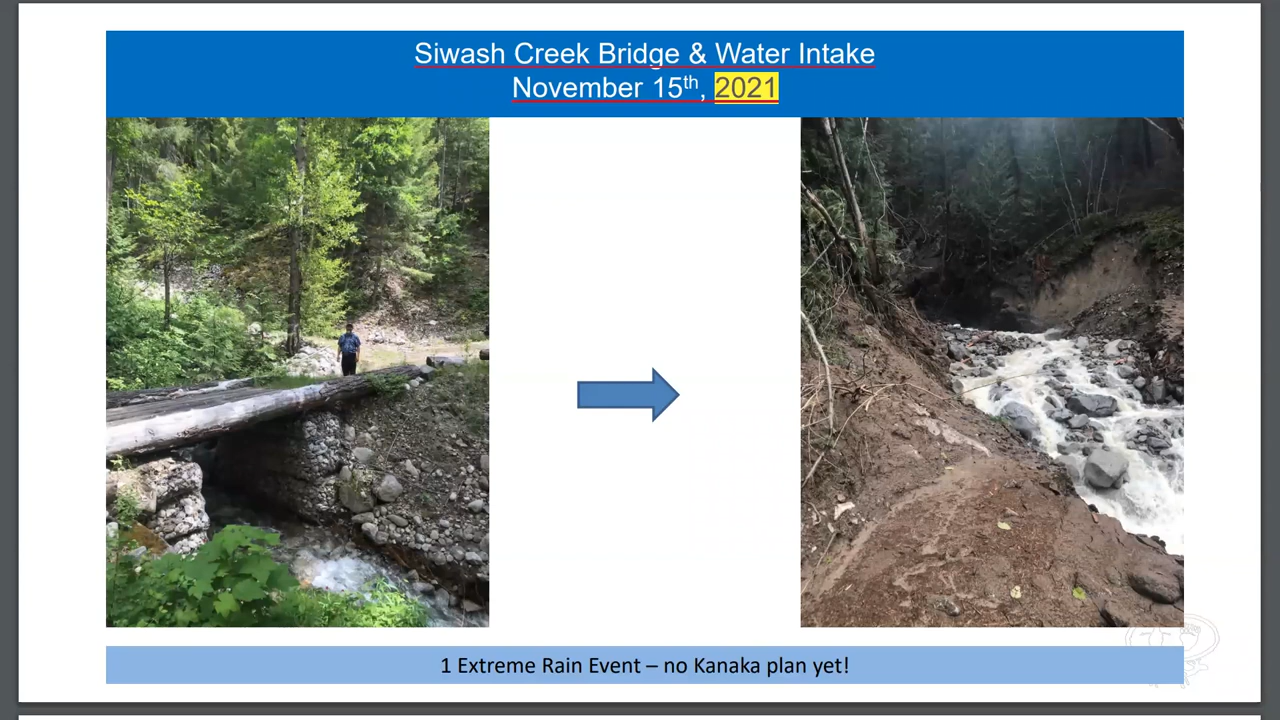 Siwash Creek Bridge & Water Intake
November 15th, 2021
1 Extreme Rain Event – no Kanaka plan yet!